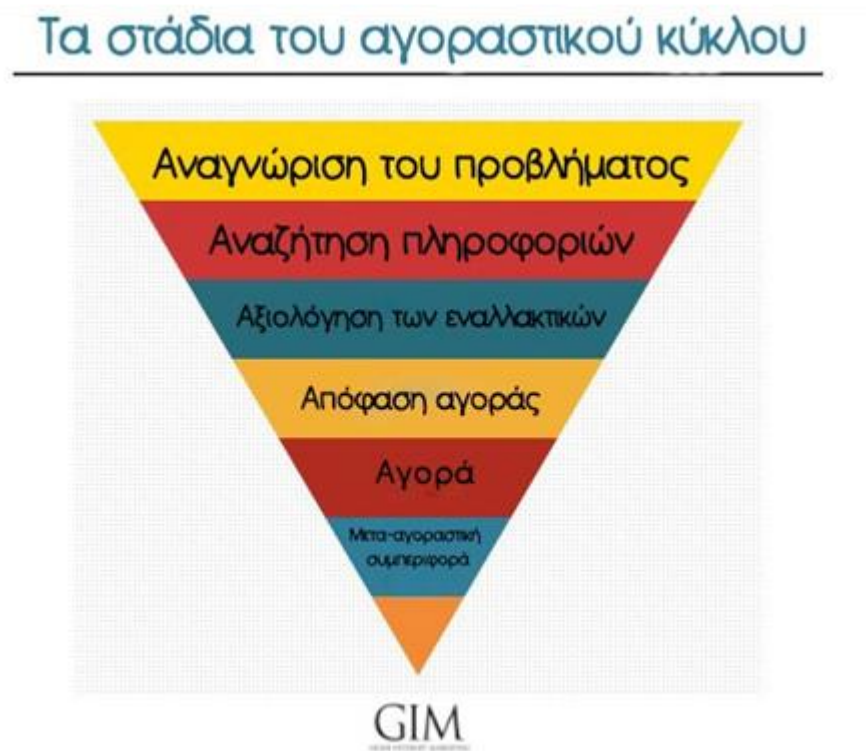 Τα στάδια του αγοραστικού κύκλου
Αναγνώριση του προβλήματος
Αναζήτηση πληροφοριών
Αξιολόγηση των εναλλακτικών
Απόφαση αγοράς
Αγορά
Μετα-αγοραστική
συμπεριφορά
GIM